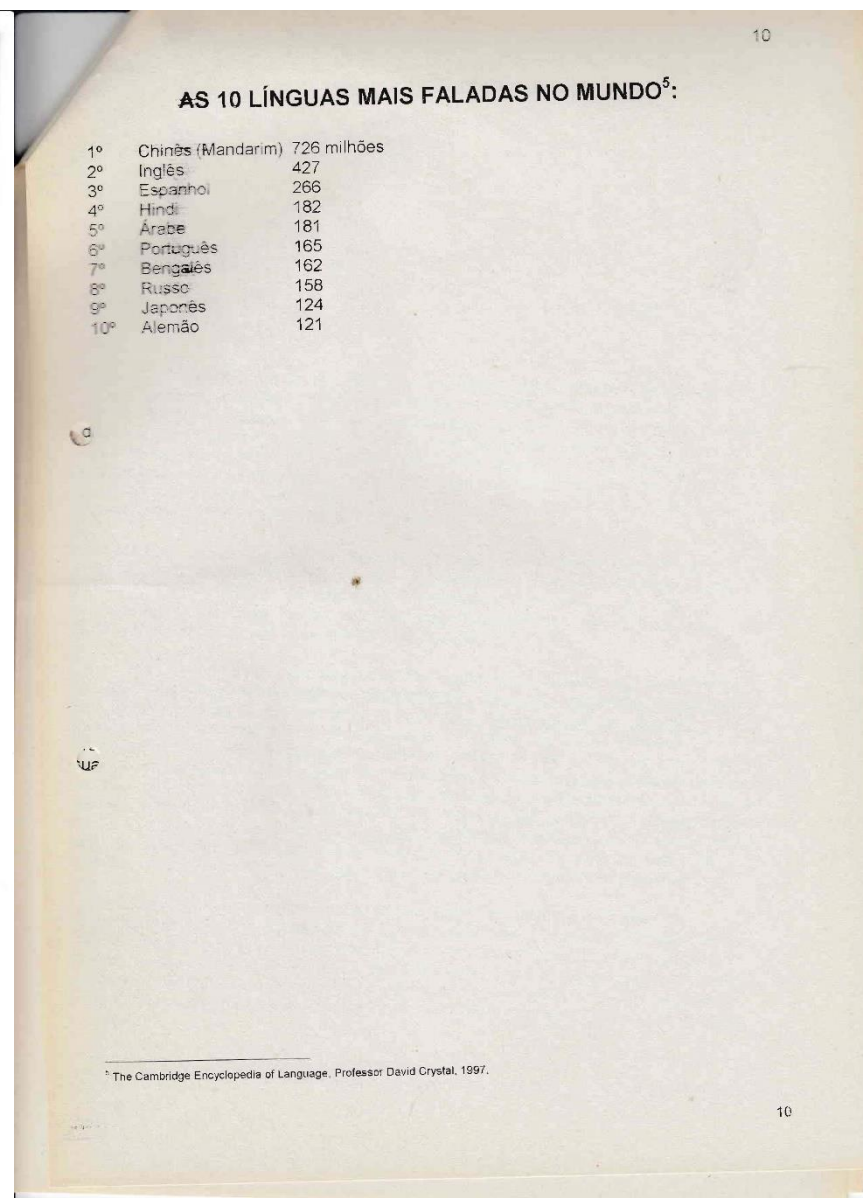 10
AS 10 LÍNGUAS MAIS FALADAS NO MUNDO⁵:
1º Chinês (Mandarim) 726 milhões
2º Inglês 427
3º Espanhol 266
4º Hindi 182
5º Árabe 181
6º Português 165
7º Bengalês 162
8º Russo 158
9º Japonês 124
10º Alemão 121
⁵ The Cambridge Encyclopedia of Language, Professor David Crystal, 1997.
10